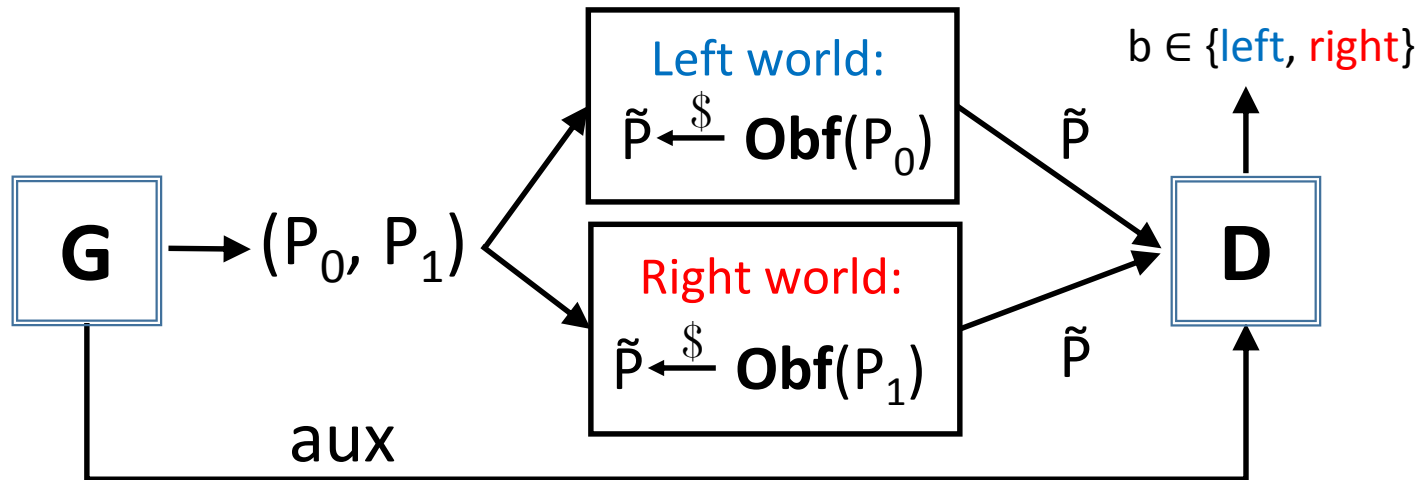 b ∈ {left, right}
Left world:
P̃ ←$ Obf(P₀)
P̃
G
(P₀, P₁)
D
Right world:
P̃ ←$ Obf(P₁)
P̃
aux